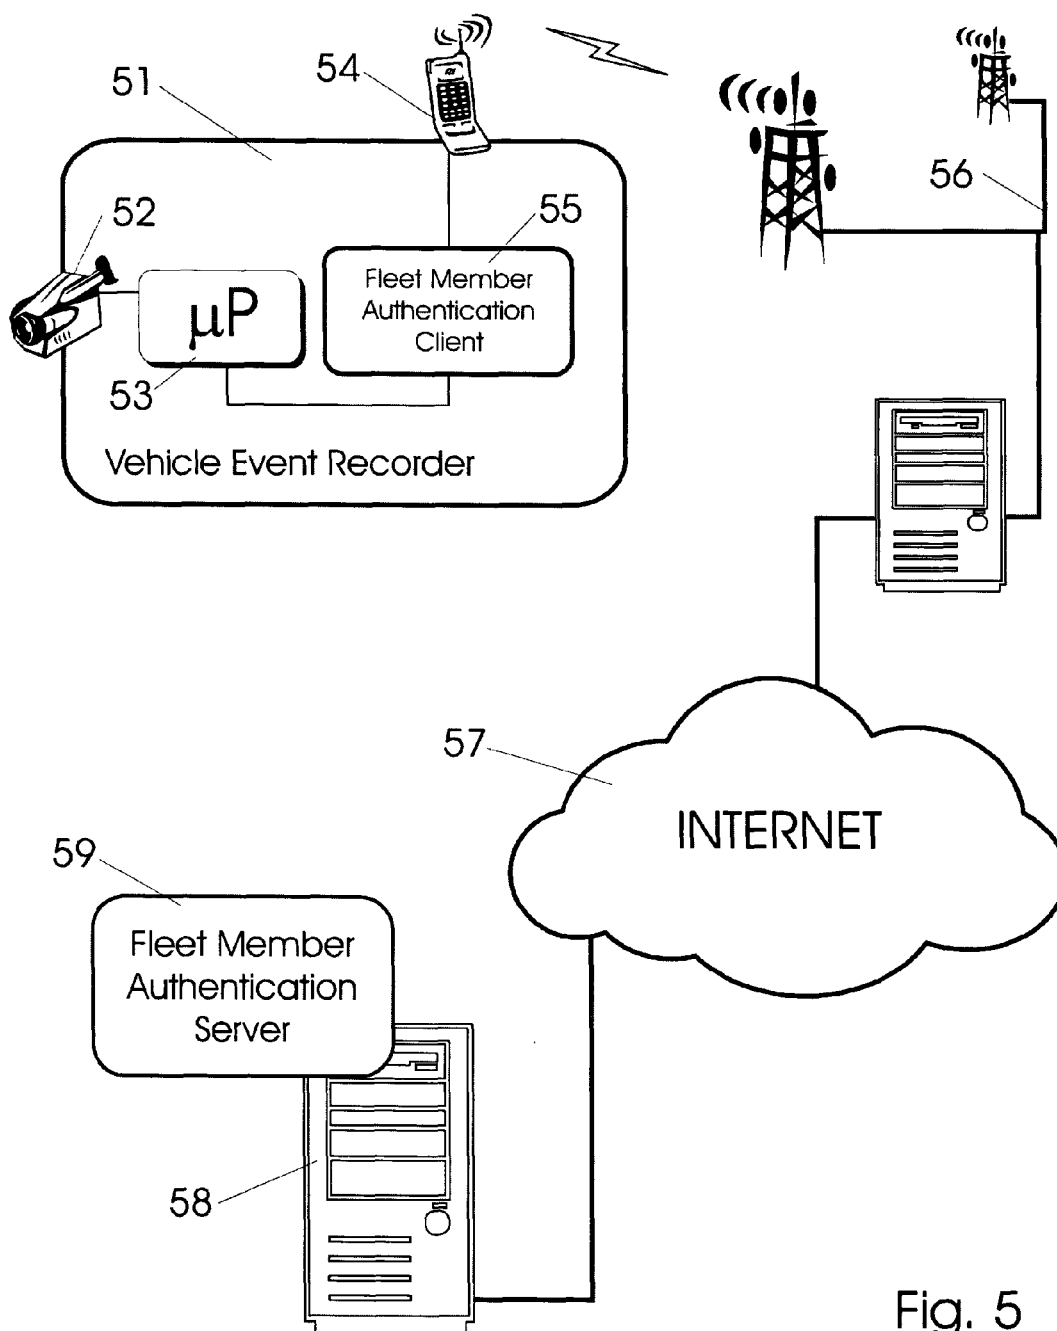 54
51
56
55
52
Fleet Member
Authentication
Client
µP
53
Vehicle Event Recorder
57
INTERNET
59
Fleet Member
Authentication
Server
58
Fig. 5